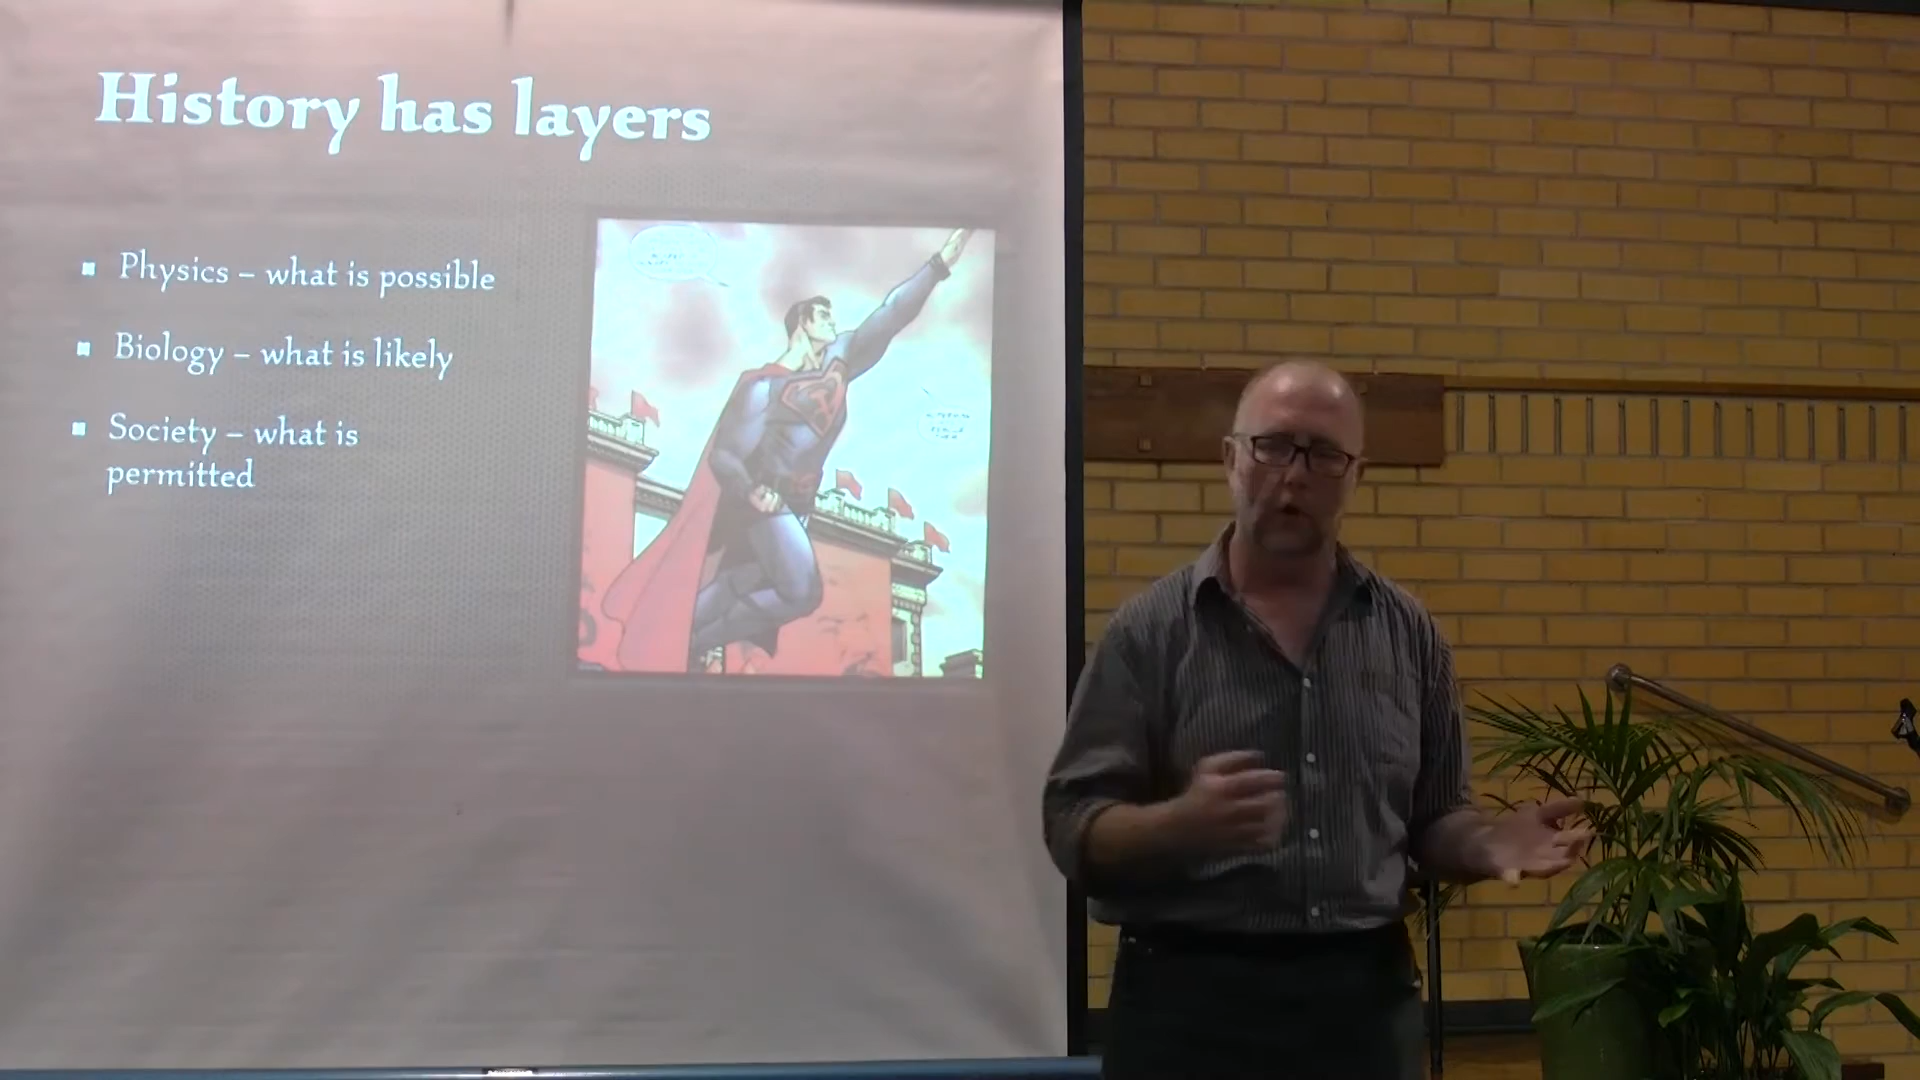 History has layers
Physics – what is possible
Biology – what is likely
Society – what is
permitted